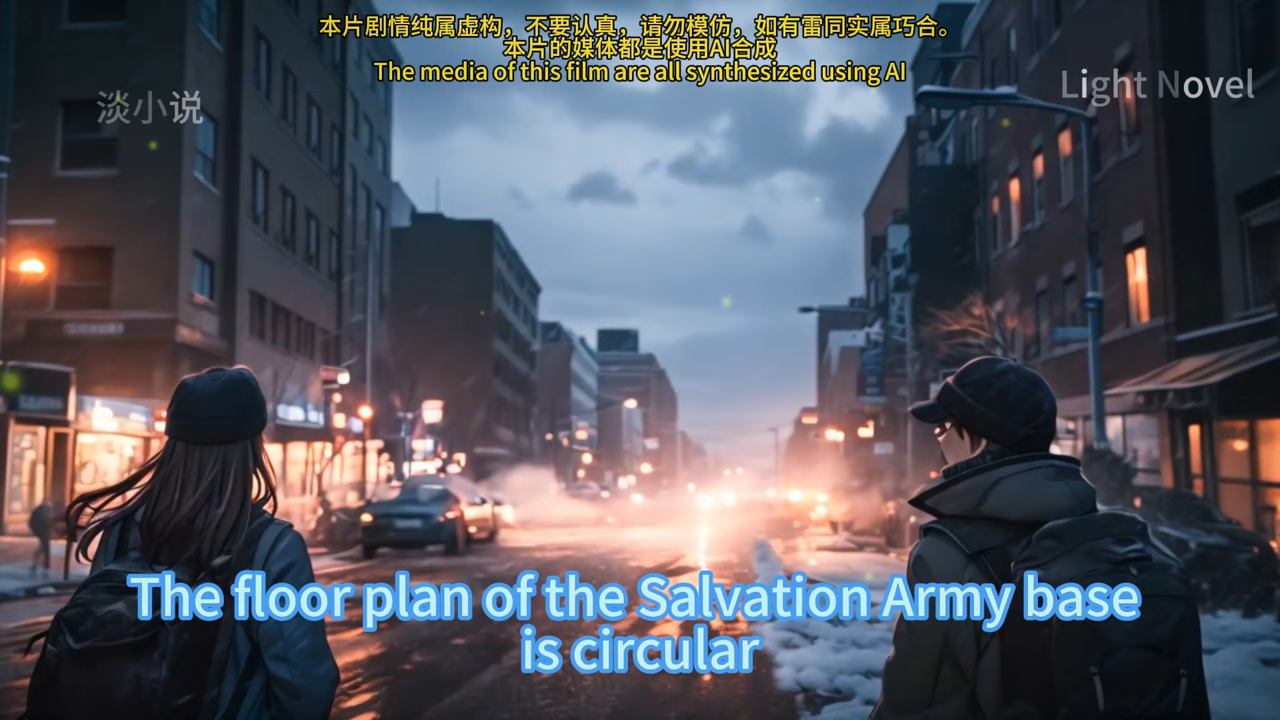 本片剧情纯属虚构，不要认真，请勿模仿，如有雷同实属巧合。
本片的媒体都是使用AI合成
The media of this film are all synthesized using AI
淡小说
Light Novel
The floor plan of the Salvation Army base
is circular